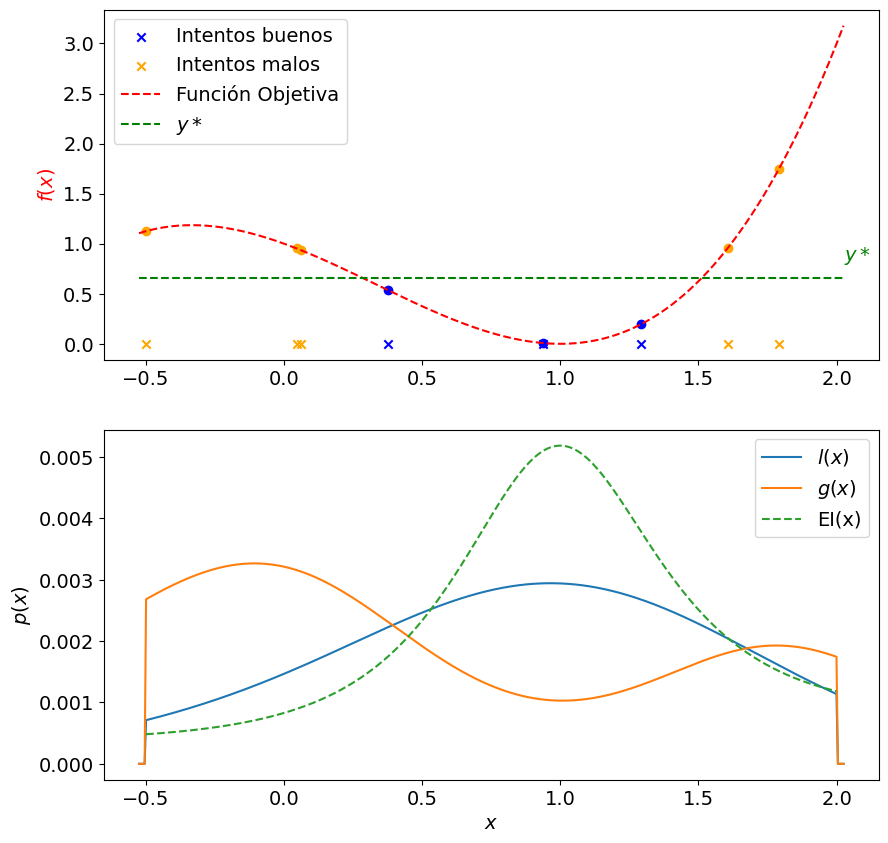 Intentos buenos
Intentos malos
Función Objetiva
y*
f(x)
3.0
2.5
2.0
1.5
1.0
0.5
0.0
y*
−0.5 0.0 0.5 1.0 1.5 2.0
l(x)
g(x)
EI(x)
p(x)
0.005
0.004
0.003
0.002
0.001
0.000
−0.5 0.0 0.5 1.0 1.5 2.0
x